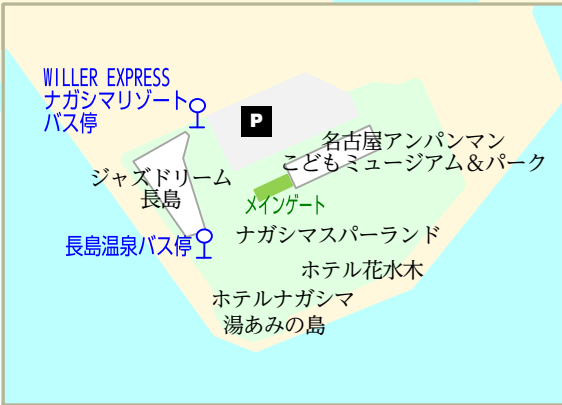 WILLER EXPRESS
ナガシマリゾート
バス停
P
名古屋アンパンマン
こどもミュージアム＆パーク
ジャズドリーム
長島
メインゲート
長島温泉バス停
ナガシマスパーランド
ホテル花水木
ホテルナガシマ
湯あみの島